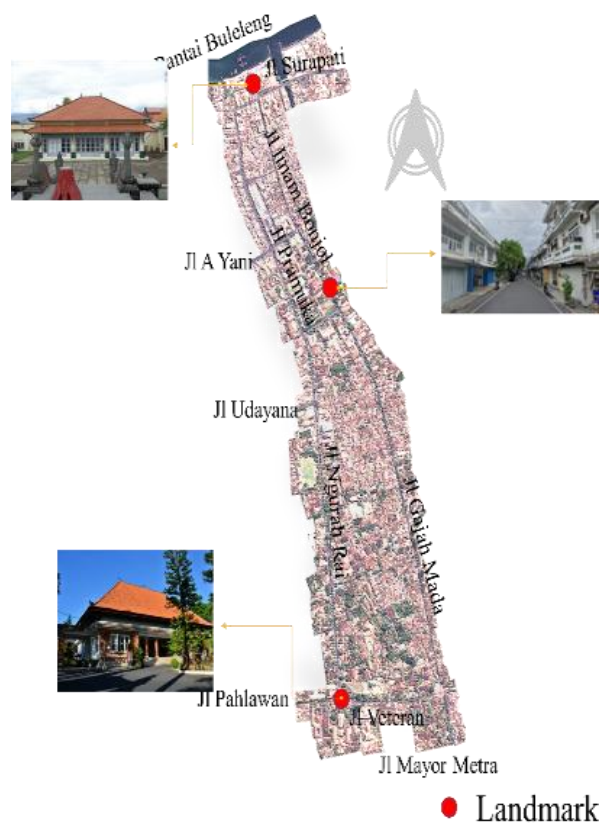 Pantai Buleleng
Jl Surapati
Jl Imam Bonjol
Jl A Yani
Jl Pramuka
Jl Udayana
Jl Ngurah Rai
Jl Gajah Mada
Jl Pahlawan
Jl Veteran
Jl Mayor Metra
Landmark